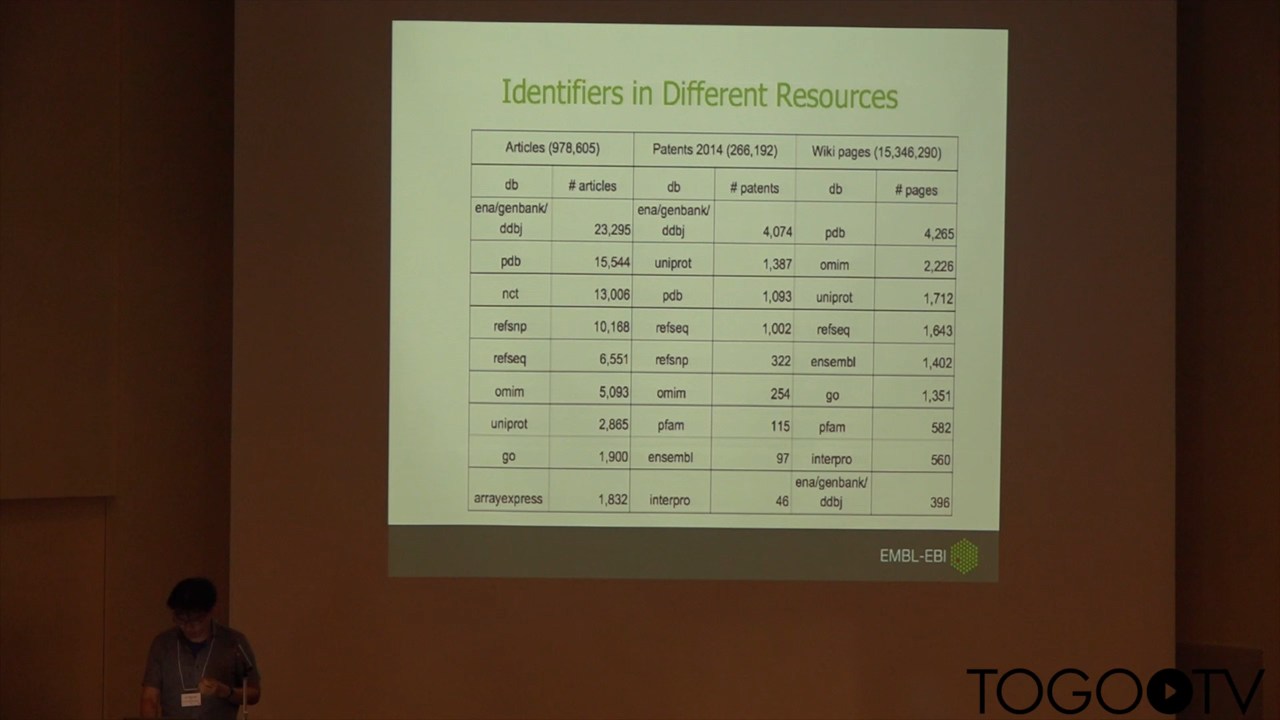 Identifiers in Different Resources
Articles (978,605) Patents 2014 (266,192) Wiki pages (15,346,290)
db # articles db # patents db # pages
ena/genbank/ddbj 23,295 ena/genbank/ddbj 4,074 pdb 4,265
pdb 15,544 uniprot 1,387 omim 2,226
nct 13,006 pdb 1,093 uniprot 1,712
refsnp 10,168 refseq 1,002 refseq 1,643
refseq 6,551 refsnp 322 ensembl 1,402
omim 5,093 omim 254 go 1,351
uniprot 2,865 pfam 115 pfam 582
go 1,900 ensembl 97 interpro 560
arrayexpress 1,832 interpro 46 ena/genbank/ddbj 396
EMBL-EBI
TOGOTV